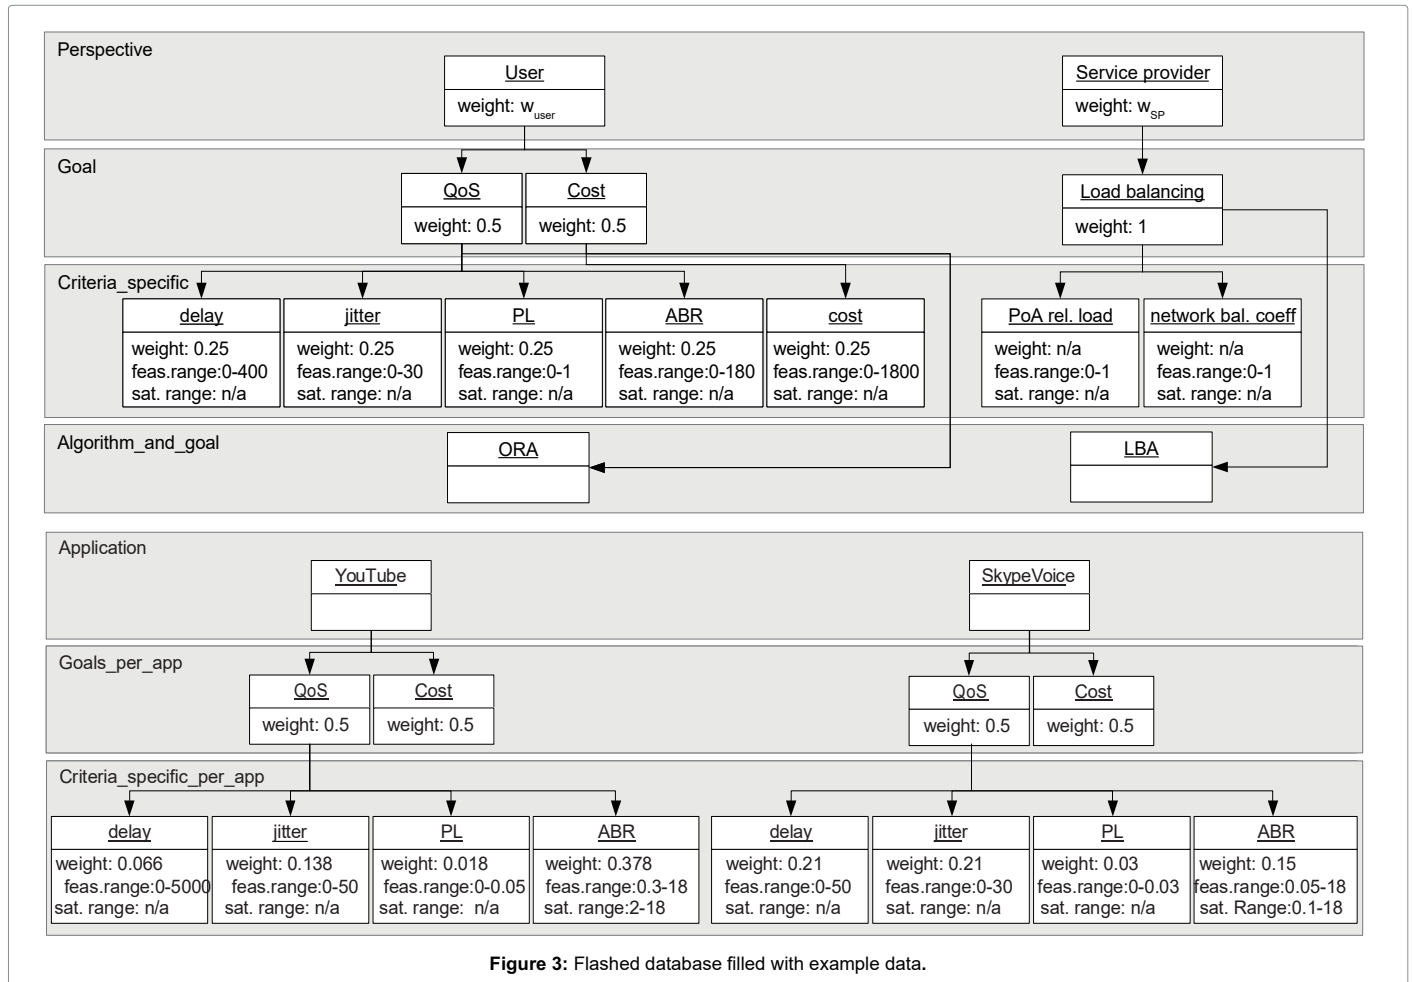 Perspective
User
weight: w_user
Service provider
weight: w_SP
Goal
QoS
weight: 0.5
Cost
weight: 0.5
Load balancing
weight: 1
Criteria_specific
delay
weight: 0.25
feas.range:0-400
sat. range: n/a
jitter
weight: 0.25
feas.range:0-30
sat. range: n/a
PL
weight: 0.25
feas.range:0-1
sat. range: n/a
ABR
weight: 0.25
feas.range:0-180
sat. range: n/a
cost
weight: 0.25
feas.range:0-1800
sat. range: n/a
PoA rel. load
weight: n/a
feas.range:0-1
sat. range: n/a
network bal. coeff
weight: n/a
feas.range:0-1
sat. range: n/a
Algorithm_and_goal
ORA
LBA
Application
YouTube
SkypeVoice
Goals_per_app
QoS
weight: 0.5
Cost
weight: 0.5
QoS
weight: 0.5
Cost
weight: 0.5
Criteria_specific_per_app
delay
weight: 0.066
feas.range:0-5000
sat. range: n/a
jitter
weight: 0.138
feas.range:0-50
sat. range: n/a
PL
weight: 0.018
feas.range:0-0.05
sat. range: n/a
ABR
weight: 0.378
feas.range:0.3-18
sat. range:2-18
delay
weight: 0.21
feas.range:0-50
sat. range: n/a
jitter
weight: 0.21
feas.range:0-30
sat. range: n/a
PL
weight: 0.03
feas.range:0-0.03
sat. range: n/a
ABR
weight: 0.15
feas.range:0.05-18
sat. Range:0.1-18
Figure 3: Flashed database filled with example data.